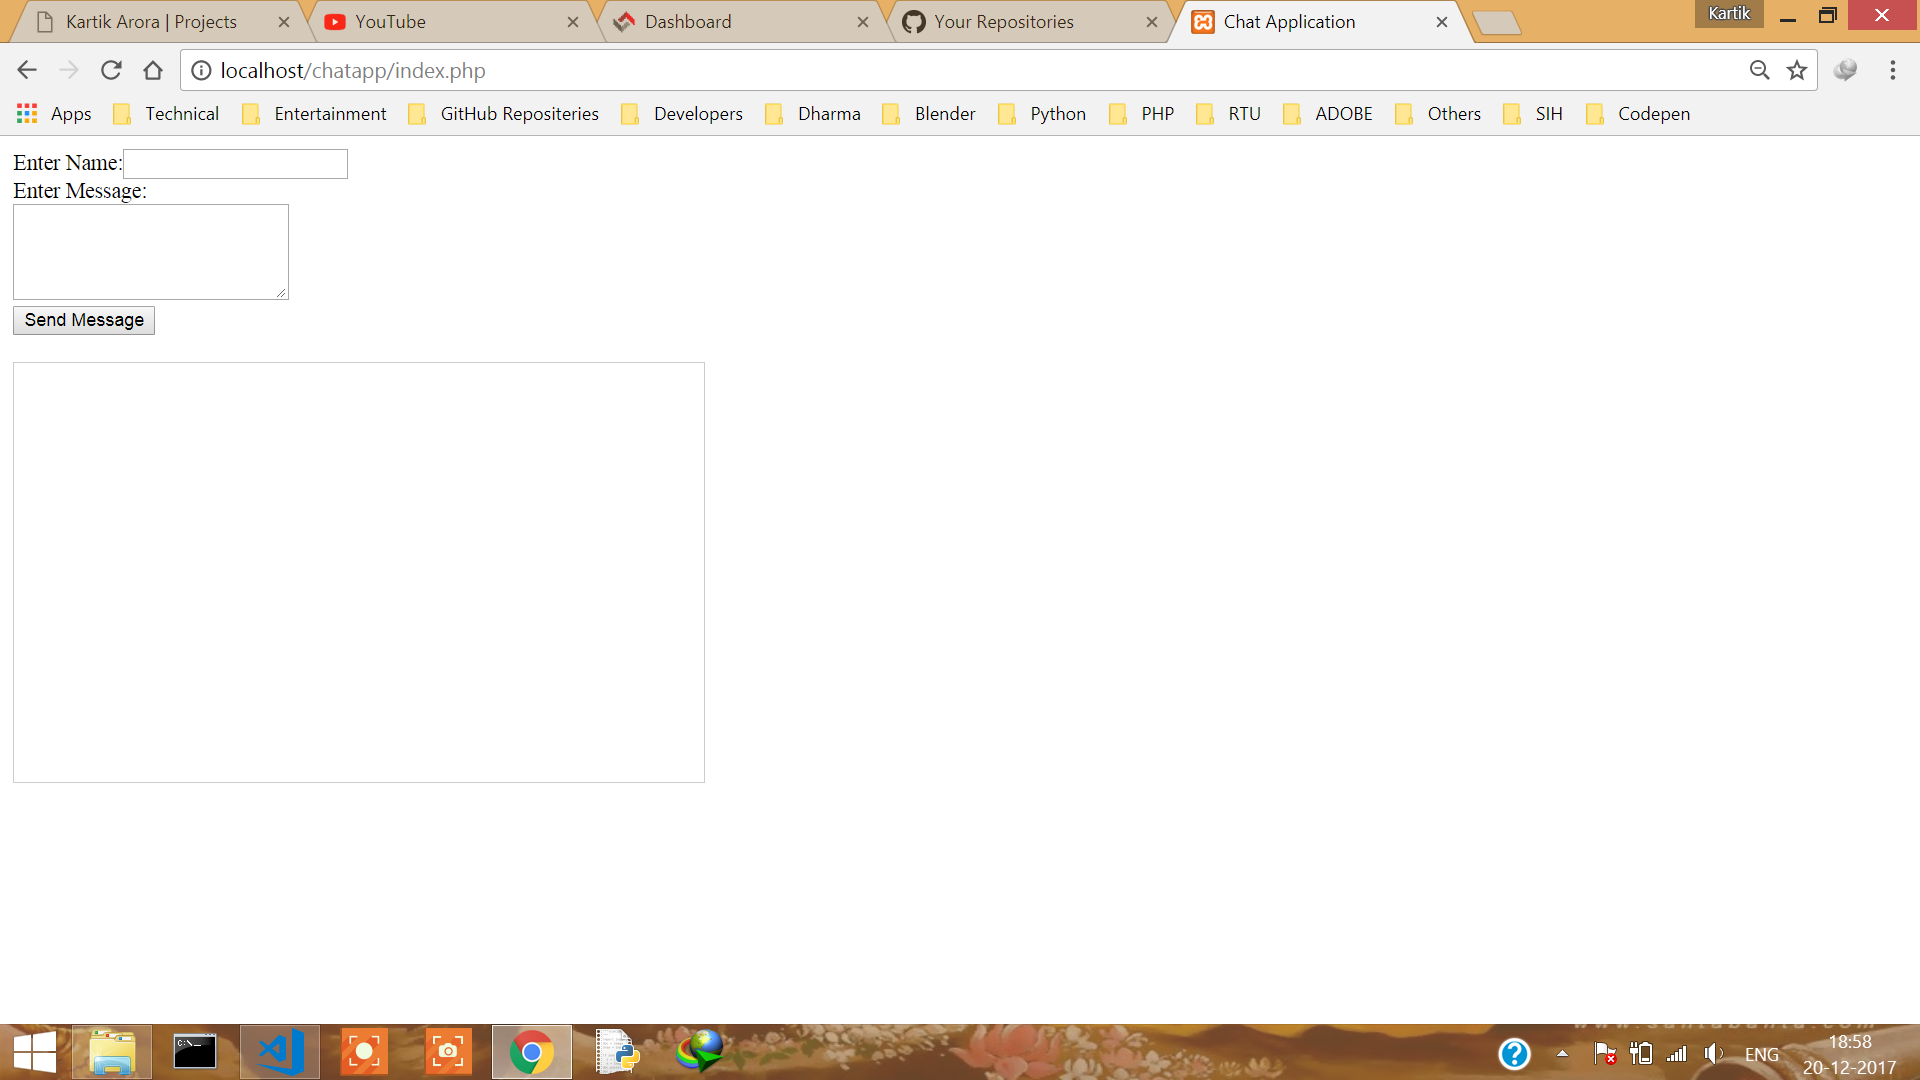 Kartik Arora | Projects
YouTube
Dashboard
Your Repositories
Chat Application
Kartik
localhost/chatapp/index.php
Apps
Technical
Entertainment
GitHub Repositeries
Developers
Dharma
Blender
Python
PHP
RTU
ADOBE
Others
SIH
Codepen
Enter Name:
Enter Message:
Send Message
C:\_
ENG
18:58
20-12-2017